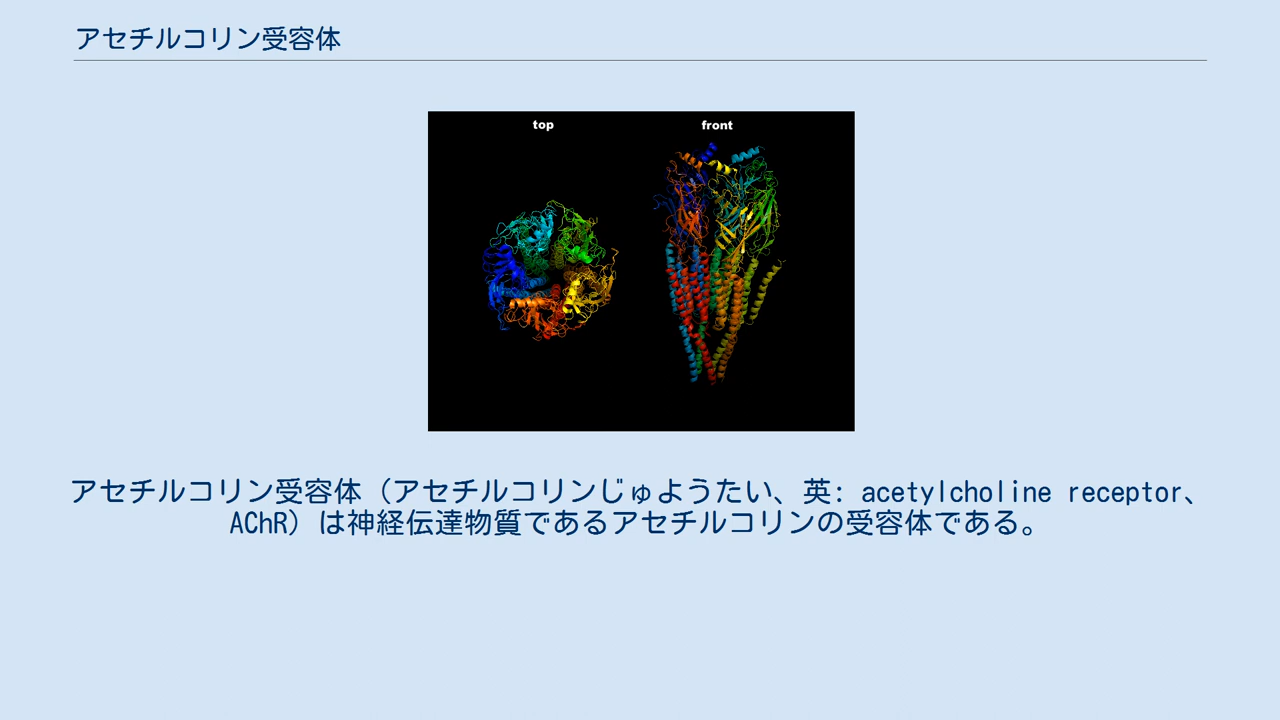 アセチルコリン受容体
top
front
アセチルコリン受容体（アセチルコリンじゅようたい、英: acetylcholine receptor、
AChR）は神経伝達物質であるアセチルコリンの受容体である。